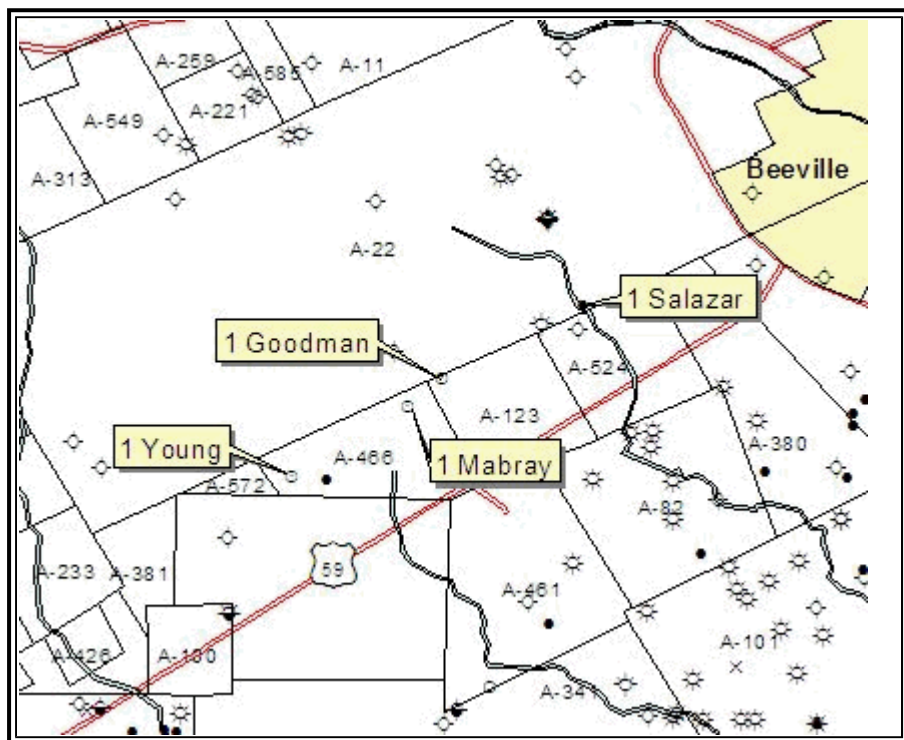 A-259
A-585
A-11
A-221
A-549
A-313
Beeville
A-22
1 Salazar
1 Goodman
A-524
A-123
A-380
1 Young
A-466
1 Mabray
A-572
A-82
59
A-233
A-381
A-461
A-426
A-130
A-101
A-341